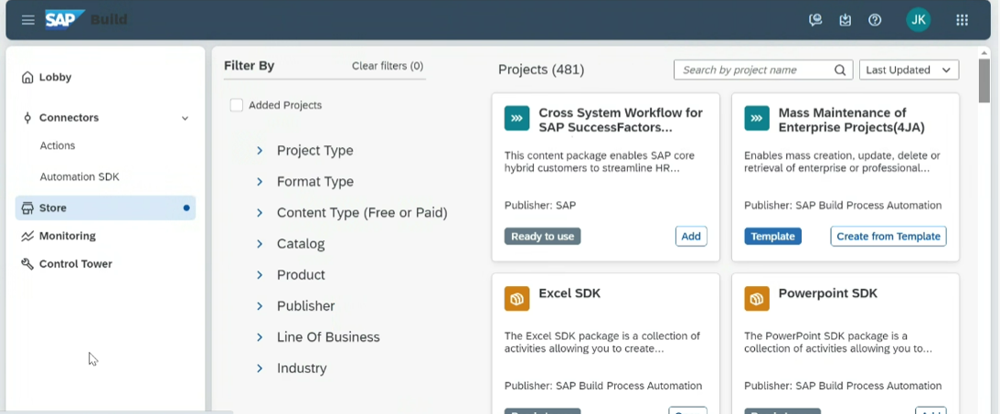 SAP Build
JK
Lobby
Connectors
Actions
Automation SDK
Store
Monitoring
Control Tower
Filter By
Clear filters (0)
Added Projects
Project Type
Format Type
Content Type (Free or Paid)
Catalog
Product
Publisher
Line Of Business
Industry
Projects (481)
Search by project name
Last Updated
Cross System Workflow for
SAP SuccessFactors...
This content package enables SAP core
hybrid customers to streamline HR...
Publisher: SAP
Ready to use
Add
Mass Maintenance of
Enterprise Projects(4JA)
Enables mass creation, update, delete or
retrieval of enterprise or professional...
Publisher: SAP Build Process Automation
Template
Create from Template
Excel SDK
The Excel SDK package is a collection of
activities allowing you to create...
Publisher: SAP Build Process Automation
Powerpoint SDK
The PowerPoint SDK package is a
collection of activities allowing you to...
Publisher: SAP Build Process Automation